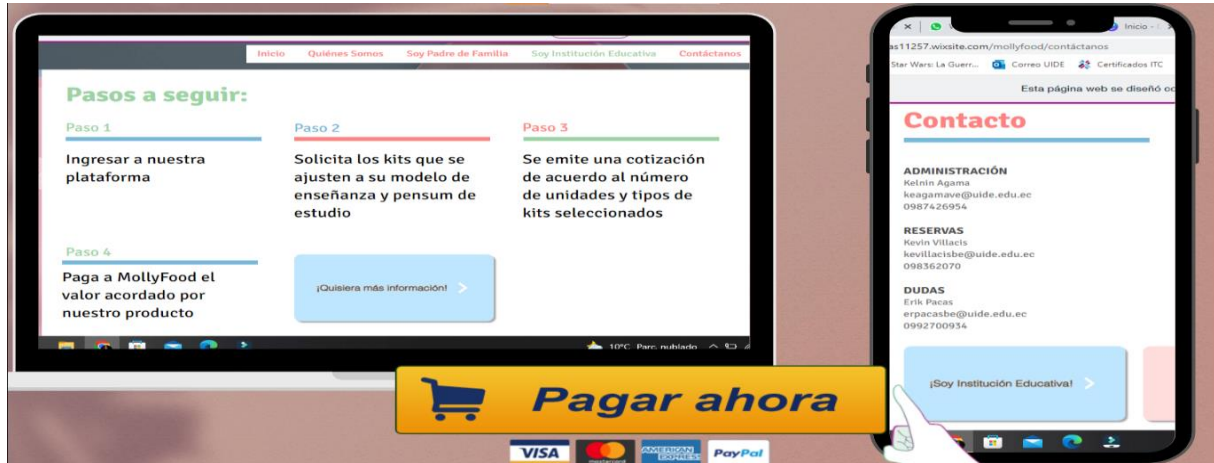 Inicio Quiénes Somos Soy Padre de Familia Soy Institución Educativa Contáctanos
Pasos a seguir:
Paso 1
Ingresar a nuestra
plataforma
Paso 2
Solicita los kits que se
ajusten a su modelo de
enseñanza y pensum de
estudio
Paso 3
Se emite una cotización
de acuerdo al número
de unidades y tipos de
kits seleccionados
Paso 4
Paga a MollyFood el
valor acordado por
nuestro producto
¡Quisiera más información!
10°C Parc. nublado
Inicio -
as11257.wixsite.com/mollyfood/contáctanos
Star Wars: La Guerr... Correo UIDE Certificados ITC
Esta página web se diseñó co
Contacto
ADMINISTRACIÓN
Kelnin Agama
keagamave@uide.edu.ec
0987426954
RESERVAS
Kevin Villacis
kevillacisbe@uide.edu.ec
098362070
DUDAS
Erik Pacas
erpacasbe@uide.edu.ec
0992700934
¡Soy Institución Educativa!
Pagar ahora
VISA mastercard AMERICAN EXPRESS PayPal